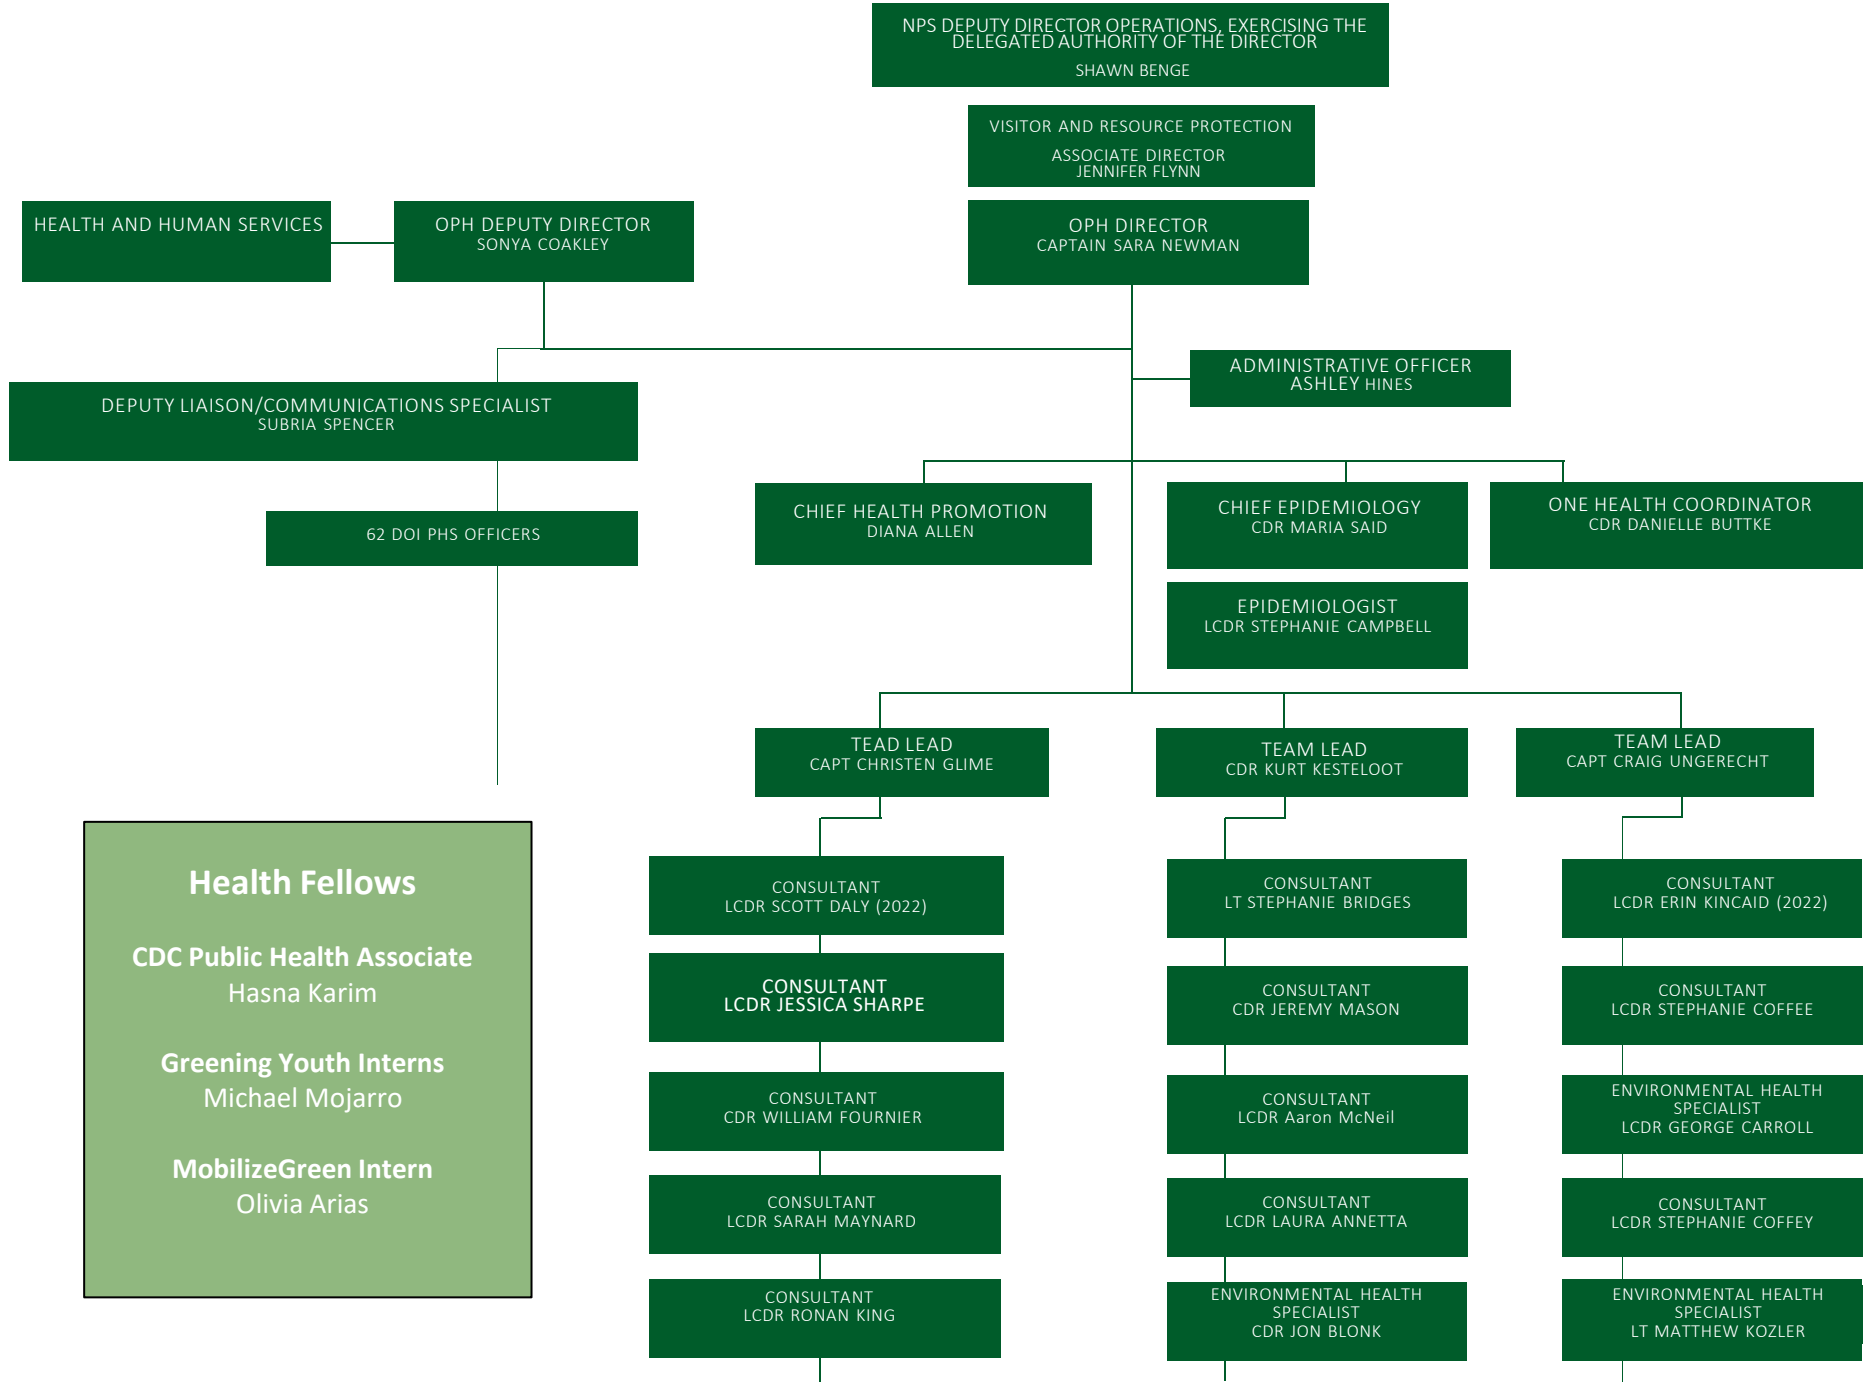 NPS DEPUTY DIRECTOR OPERATIONS, EXERCISING THE
DELEGATED AUTHORITY OF THE DIRECTOR
SHAWN BENGE
VISITOR AND RESOURCE PROTECTION
ASSOCIATE DIRECTOR
JENNIFER FLYNN
HEALTH AND HUMAN SERVICES
OPH DEPUTY DIRECTOR
SONYA COAKLEY
OPH DIRECTOR
CAPTAIN SARA NEWMAN
ADMINISTRATIVE OFFICER
ASHLEY HINES
DEPUTY LIAISON/COMMUNICATIONS SPECIALIST
SUBRIA SPENCER
62 DOI PHS OFFICERS
CHIEF HEALTH PROMOTION
DIANA ALLEN
CHIEF EPIDEMIOLOGY
CDR MARIA SAID
ONE HEALTH COORDINATOR
CDR DANIELLE BUTTKE
EPIDEMIOLOGIST
LCDR STEPHANIE CAMPBELL
TEAD LEAD
CAPT CHRISTEN GLIME
TEAM LEAD
CDR KURT KESTELOOT
TEAM LEAD
CAPT CRAIG UNGERECHT
Health Fellows
CDC Public Health Associate
Hasna Karim
Greening Youth Interns
Michael Mojarro
MobilizeGreen Intern
Olivia Arias
CONSULTANT
LCDR SCOTT DALY (2022)
CONSULTANT
LCDR JESSICA SHARPE
CONSULTANT
CDR WILLIAM FOURNIER
CONSULTANT
LCDR SARAH MAYNARD
CONSULTANT
LCDR RONAN KING
CONSULTANT
LT STEPHANIE BRIDGES
CONSULTANT
CDR JEREMY MASON
CONSULTANT
LCDR Aaron McNeil
CONSULTANT
LCDR LAURA ANNETTA
ENVIRONMENTAL HEALTH
SPECIALIST
CDR JON BLONK
CONSULTANT
LCDR ERIN KINCAID (2022)
CONSULTANT
LCDR STEPHANIE COFFEE
ENVIRONMENTAL HEALTH
SPECIALIST
LCDR GEORGE CARROLL
CONSULTANT
LCDR STEPHANIE COFFEY
ENVIRONMENTAL HEALTH
SPECIALIST
LT MATTHEW KOZLER